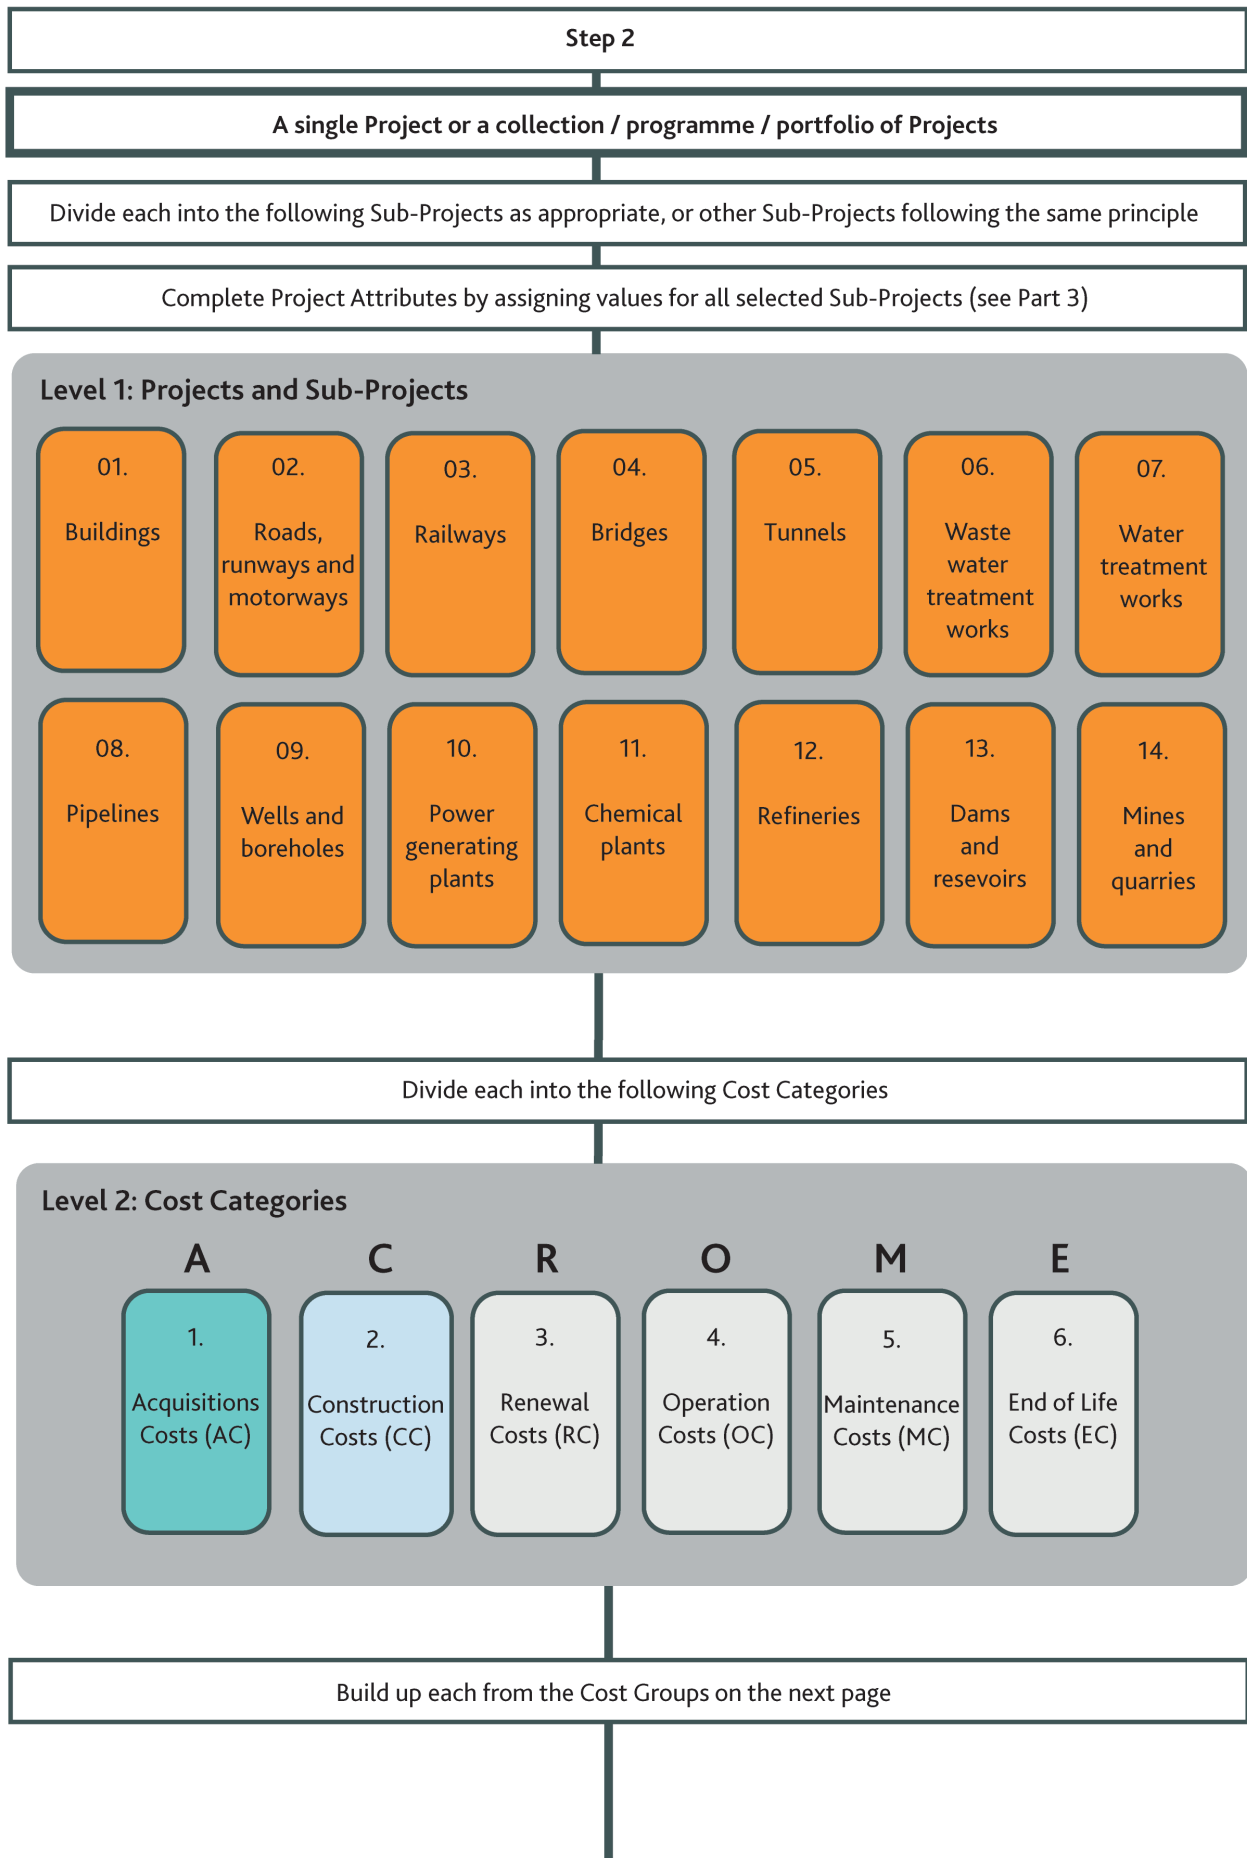 Step 2
A single Project or a collection / programme / portfolio of Projects
Divide each into the following Sub-Projects as appropriate, or other Sub-Projects following the same principle
Complete Project Attributes by assigning values for all selected Sub-Projects (see Part 3)
Level 1: Projects and Sub-Projects
01.
Buildings
02.
Roads,
runways and
motorways
03.
Railways
04.
Bridges
05.
Tunnels
06.
Waste
water
treatment
works
07.
Water
treatment
works
08.
Pipelines
09.
Wells and
boreholes
10.
Power
generating
plants
11.
Chemical
plants
12.
Refineries
13.
Dams
and
resevoirs
14.
Mines
and
quarries
Divide each into the following Cost Categories
Level 2: Cost Categories
A
1.
Acquisitions
Costs (AC)
C
2.
Construction
Costs (CC)
R
3.
Renewal
Costs (RC)
O
4.
Operation
Costs (OC)
M
5.
Maintenance
Costs (MC)
E
6.
End of Life
Costs (EC)
Build up each from the Cost Groups on the next page